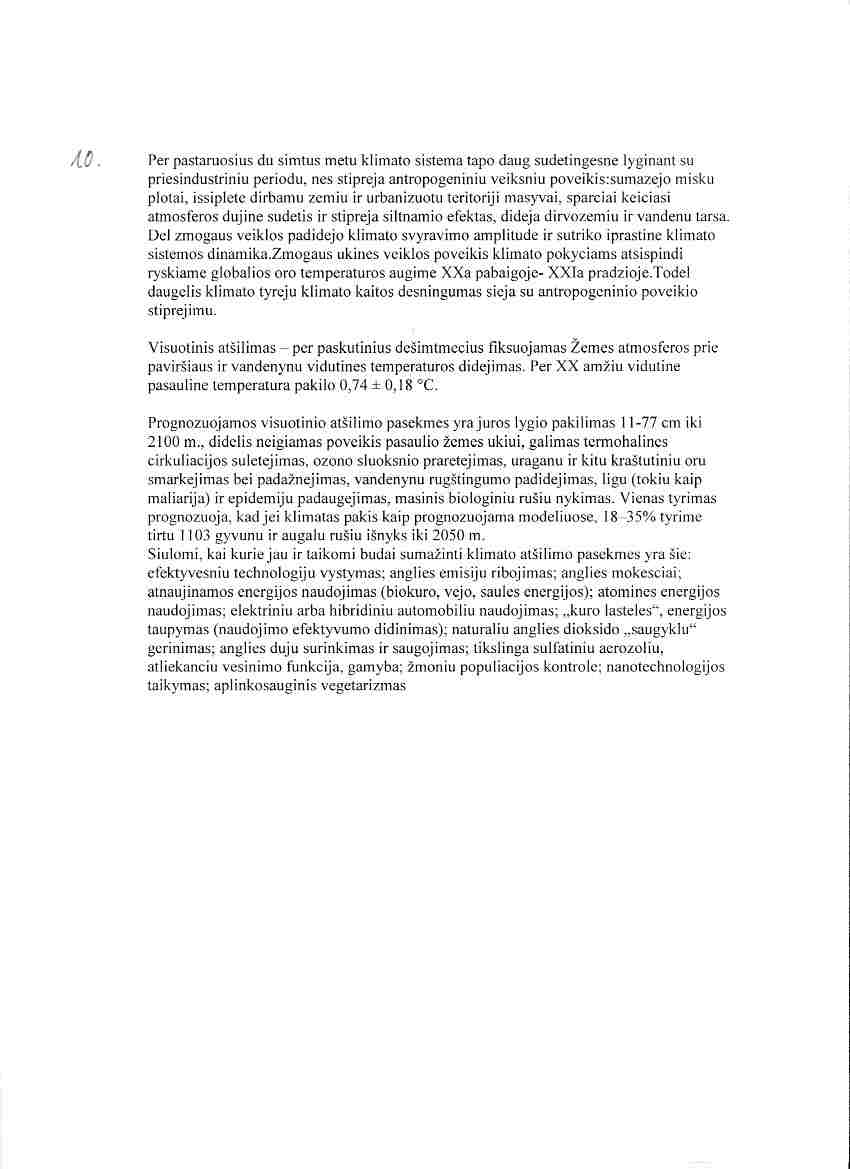 10.
Per pastaruosius du simtus metu klimato sistema tapo daug sudetingesne lyginant su
priesindustriniu periodu, nes stipreja antropogeniniu veiksniu poveikis:sumazejo misku
plotai, issiplete dirbamu zemiu ir urbanizuotu teritoriji masyvai, sparciai keiciasi
atmosferos dujine sudetis ir stipreja siltnamio efektas, dideja dirvozemiu ir vandenu tarsa.
Del zmogaus veiklos padidejo klimato svyravimo amplitude ir sutriko iprastine klimato
sistemos dinamika.Zmogaus ukines veiklos poveikis klimato pokyciams atsispindi
ryskiame globalios oro temperaturos augime XXa pabaigoje- XXIa pradzioje.Todel
daugelis klimato tyreju klimato kaitos desningumas sieja su antropogeninio poveikio
stiprejimu.
Visuotinis atšilimas – per paskutinius dešimtmecius fiksuojamas Žemes atmosferos prie
paviršiaus ir vandenynu vidutines temperaturos didejimas. Per XX amžiu vidutine
pasauline temperatura pakilo 0,74 ± 0,18 °C.
Prognozuojamos visuotinio atšilimo pasekmes yra juros lygio pakilimas 11-77 cm iki
2100 m., didelis neigiamas poveikis pasaulio žemes ukiui, galimas termohalines
cirkuliacijos suletejimas, ozono sluoksnio praretejimas, uraganu ir kitu kraštutiniu oru
smarkejimas bei padažnejimas, vandenynu rugštingumo padidejimas, ligu (tokiu kaip
maliarija) ir epidemiju padaugejimas, masinis biologiniu rušiu nykimas. Vienas tyrimas
prognozuoja, kad jei klimatas pakis kaip prognozuojama modeliuose, 18–35% tyrime
tirtu 1103 gyvunu ir augalu rušiu išnyks iki 2050 m.
Siulomi, kai kurie jau ir taikomi budai sumažinti klimato atšilimo pasekmes yra šie:
efektyvesniu technologiju vystymas; anglies emisiju ribojimas; anglies mokesciai;
atnaujinamos energijos naudojimas (biokuro, vejo, saules energijos); atomines energijos
naudojimas; elektriniu arba hibridiniu automobiliu naudojimas; „kuro lasteles“, energijos
taupymas (naudojimo efektyvumo didinimas); naturaliu anglies dioksido „saugyklu“
gerinimas; anglies duju surinkimas ir saugojimas; tikslinga sulfatiniu aerozoliu,
atliekanciu vesinimo funkcija, gamyba; žmoniu populiacijos kontrole; nanotechnologijos
taikymas; aplinkosauginis vegetarizmas